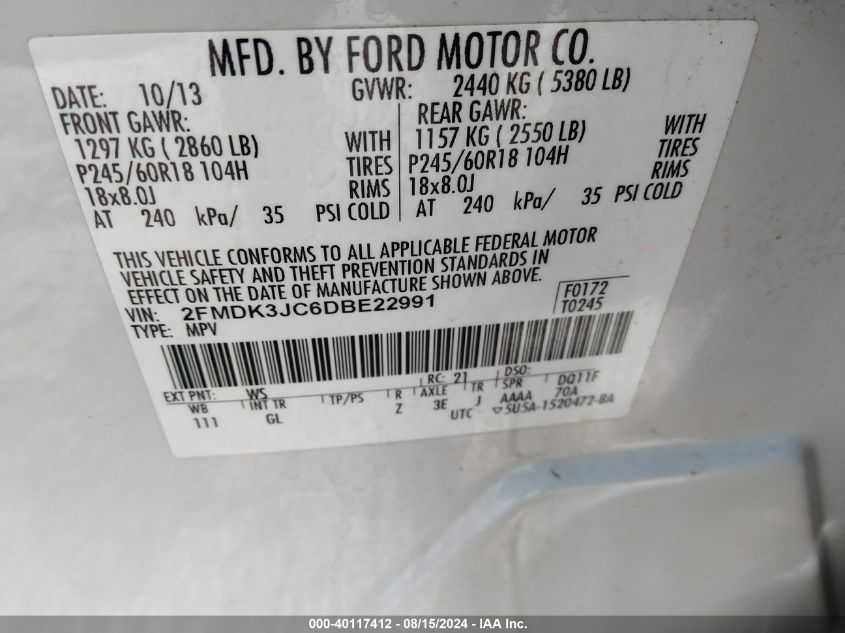 MFD. BY FORD MOTOR CO.
DATE: 10/13 GVWR: 2440 KG ( 5380 LB)
FRONT GAWR: REAR GAWR:
1297 KG ( 2860 LB) WITH 1157 KG ( 2550 LB) WITH
P245/60R18 104H TIRES P245/60R18 104H TIRES
18x8.0J RIMS 18x8.0J RIMS
AT 240 kPa/ 35 PSI COLD AT 240 kPa/ 35 PSI COLD
THIS VEHICLE CONFORMS TO ALL APPLICABLE FEDERAL MOTOR
VEHICLE SAFETY AND THEFT PREVENTION STANDARDS IN
EFFECT ON THE DATE OF MANUFACTURE SHOWN ABOVE.
VIN: 2FMDK3JC6DBE22991 F0172
TYPE: MPV T0245
EXT PNT: WS RC: 21 DSO: DQ11F
WB INT TR TP/PS R AXLE TR SPR 70A
111 GL Z 3E J AAAA
UTC ▽5U5A-1520472-BA
000-40117412 - 08/15/2024 - IAA Inc.